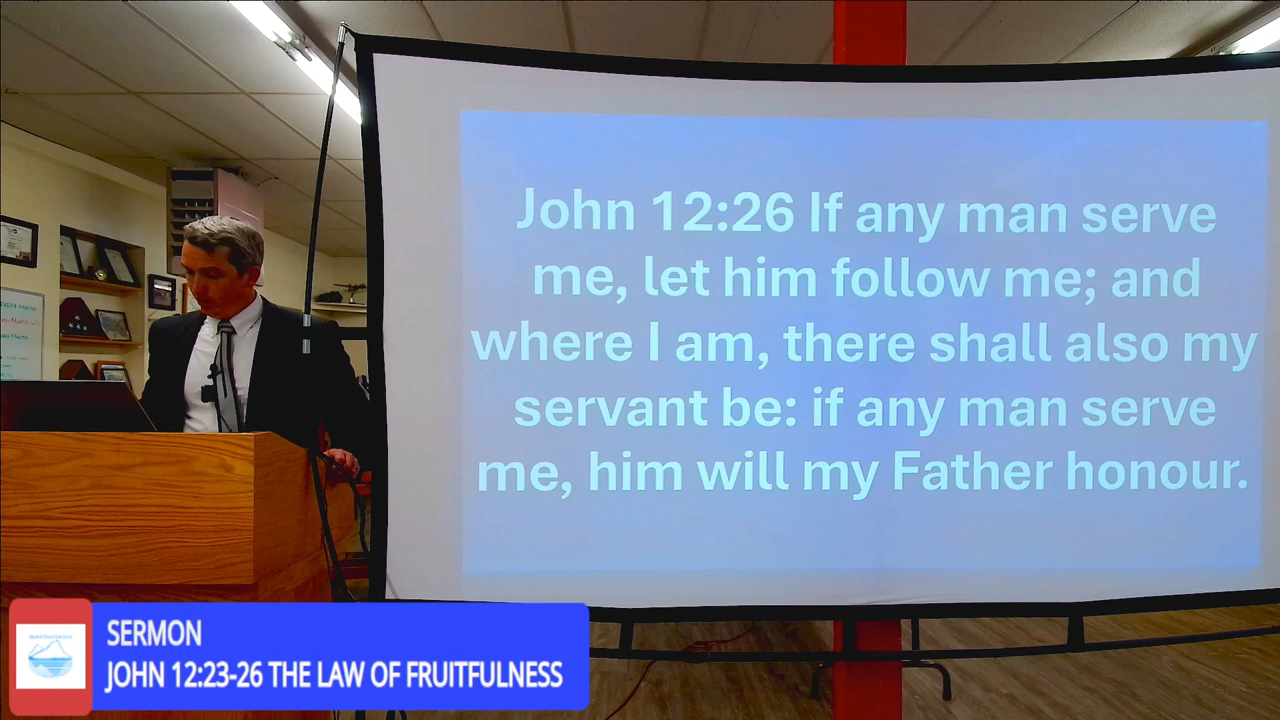 John 12:26 If any man serve
me, let him follow me; and
where I am, there shall also my
servant be: if any man serve
me, him will my Father honour.
SERMON
JOHN 12:23-26 THE LAW OF FRUITFULNESS